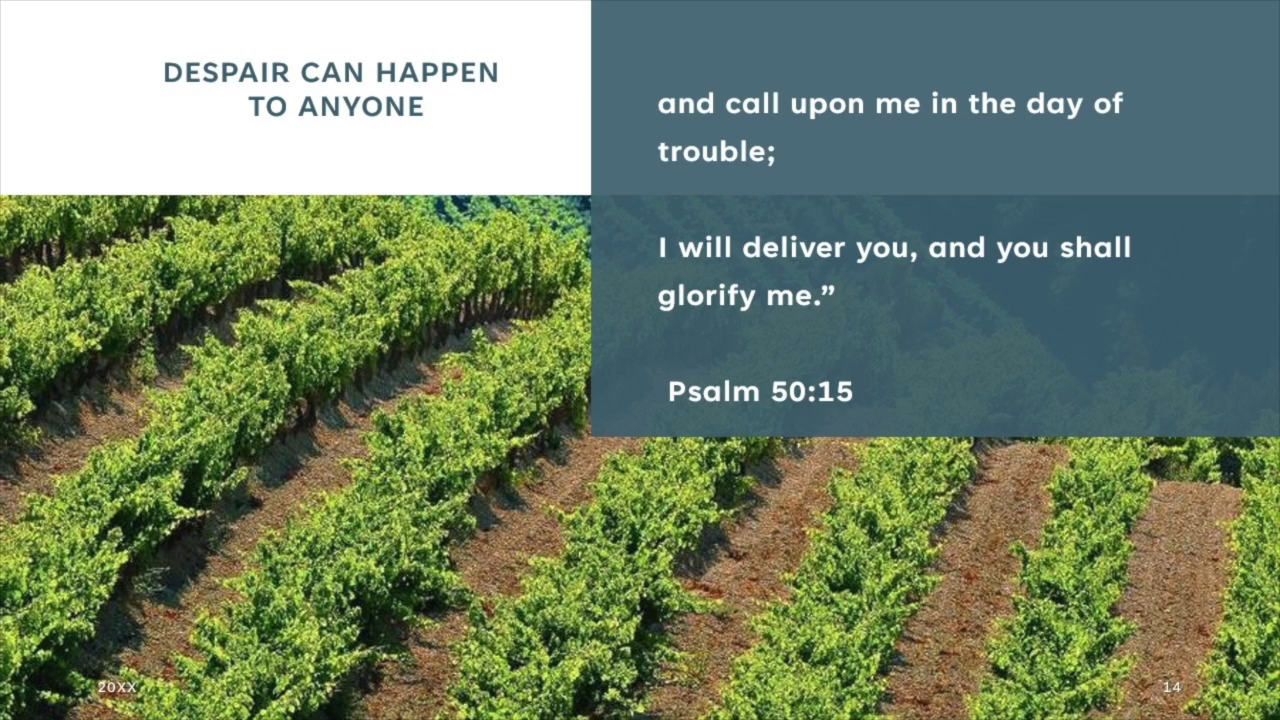 DESPAIR CAN HAPPEN
TO ANYONE
and call upon me in the day of
trouble;
I will deliver you, and you shall
glorify me.”
Psalm 50:15
20XX
14